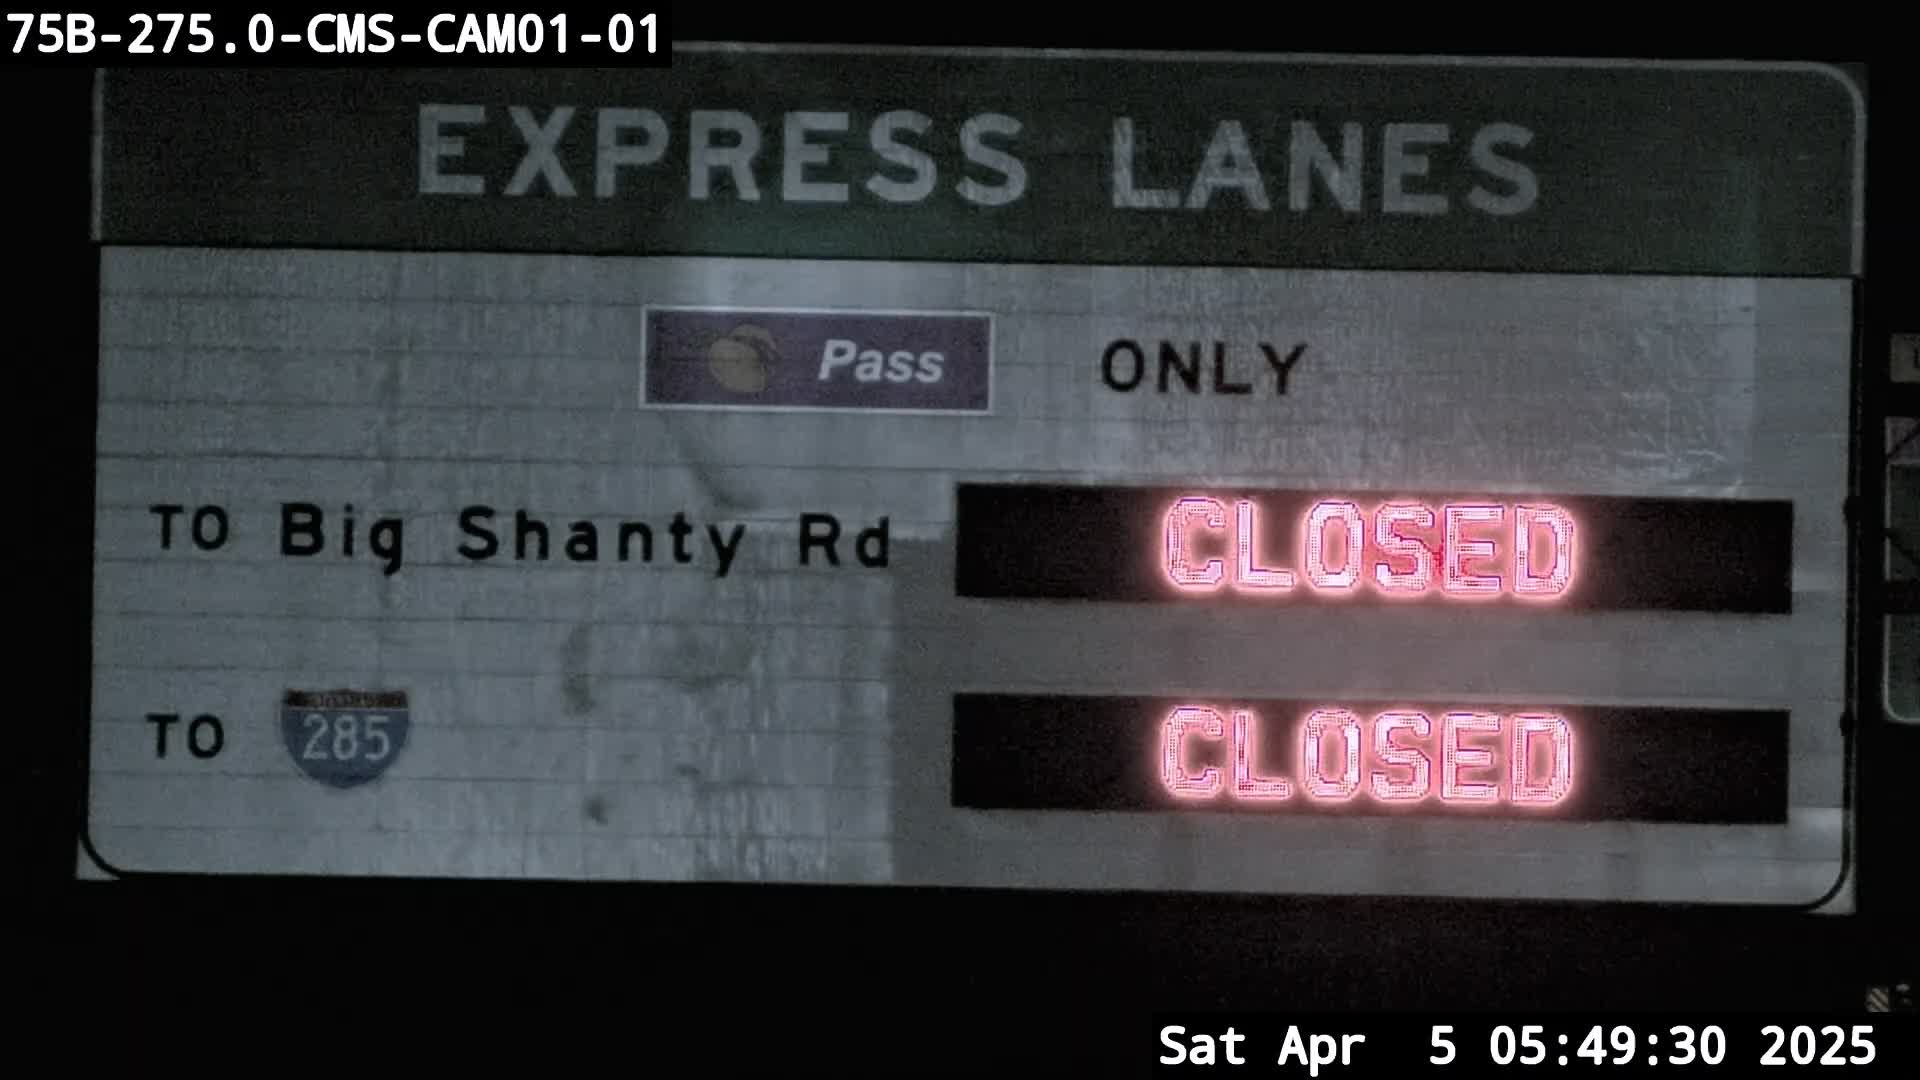 75B-275.0-CMS-CAM01-01
EXPRESS LANES
Pass ONLY
TO Big Shanty Rd CLOSED
TO 285 CLOSED
Sat Apr 5 05:49:30 2025